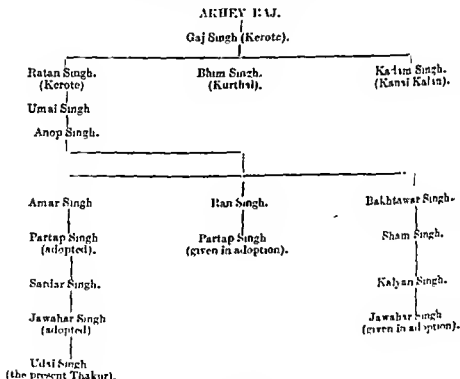 AKHEY RAJ.
Gaj Singh (Kerote).
Ratan Singh. Bhim Singh. Kadam Singh.
(Kerote) (Kurthal). (Kansi Kalan).
Umai Singh
Anop Singh.
Amar Singh Ran Singh. Bakhtawar Singh.
Partap Singh Partap Singh Sham Singh.
(adopted) (given in adoption).
Sardar Singh. Kalyan Singh.
Jawahar Singh Jawahar Singh
(adopted) (given in adoption).
Udai Singh
(the present Thakur).